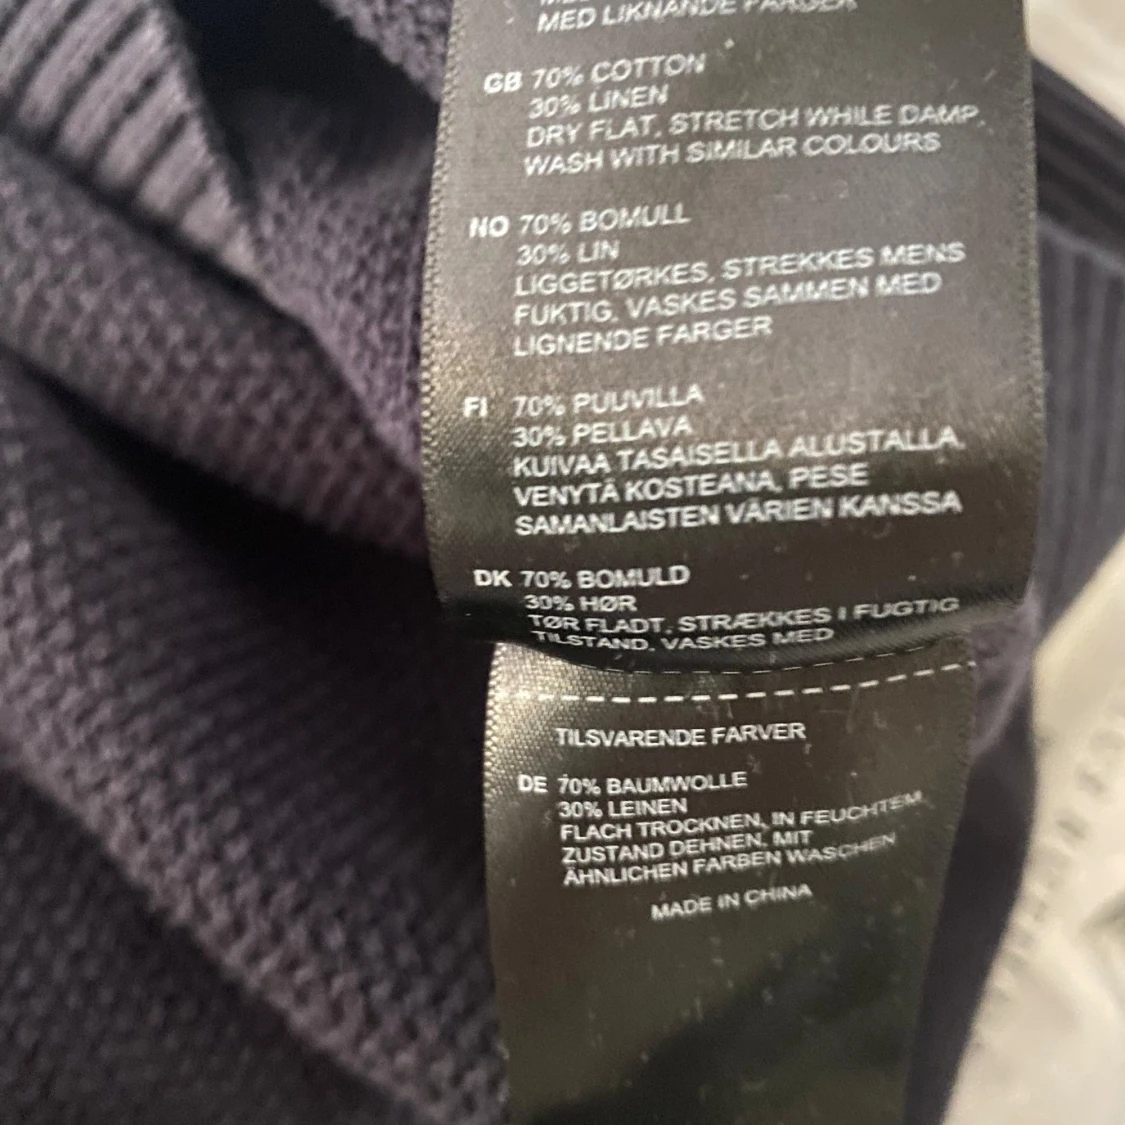 MED LIKNANDE FÄRGER
GB 70% COTTON
30% LINEN
DRY FLAT, STRETCH WHILE DAMP,
WASH WITH SIMILAR COLOURS
NO 70% BOMULL
30% LIN
LIGGETØRKES, STREKKES MENS
FUKTIG, VASKES SAMMEN MED
LIGNENDE FARGER
FI 70% PUUVILLA
30% PELLAVA
KUIVAA TASAISELLA ALUSTALLA,
VENYTÄ KOSTEANA, PESE
SAMANLAISTEN VÄRIEN KANSSA
DK 70% BOMULD
30% HØR
TØR FLADT, STRÆKKES I FUGTIG
TILSTAND, VASKES MED
TILSVARENDE FARVER
DE 70% BAUMWOLLE
30% LEINEN
FLACH TROCKNEN, IN FEUCHTEM
ZUSTAND DEHNEN, MIT
ÄHNLICHEN FARBEN WASCHEN
MADE IN CHINA